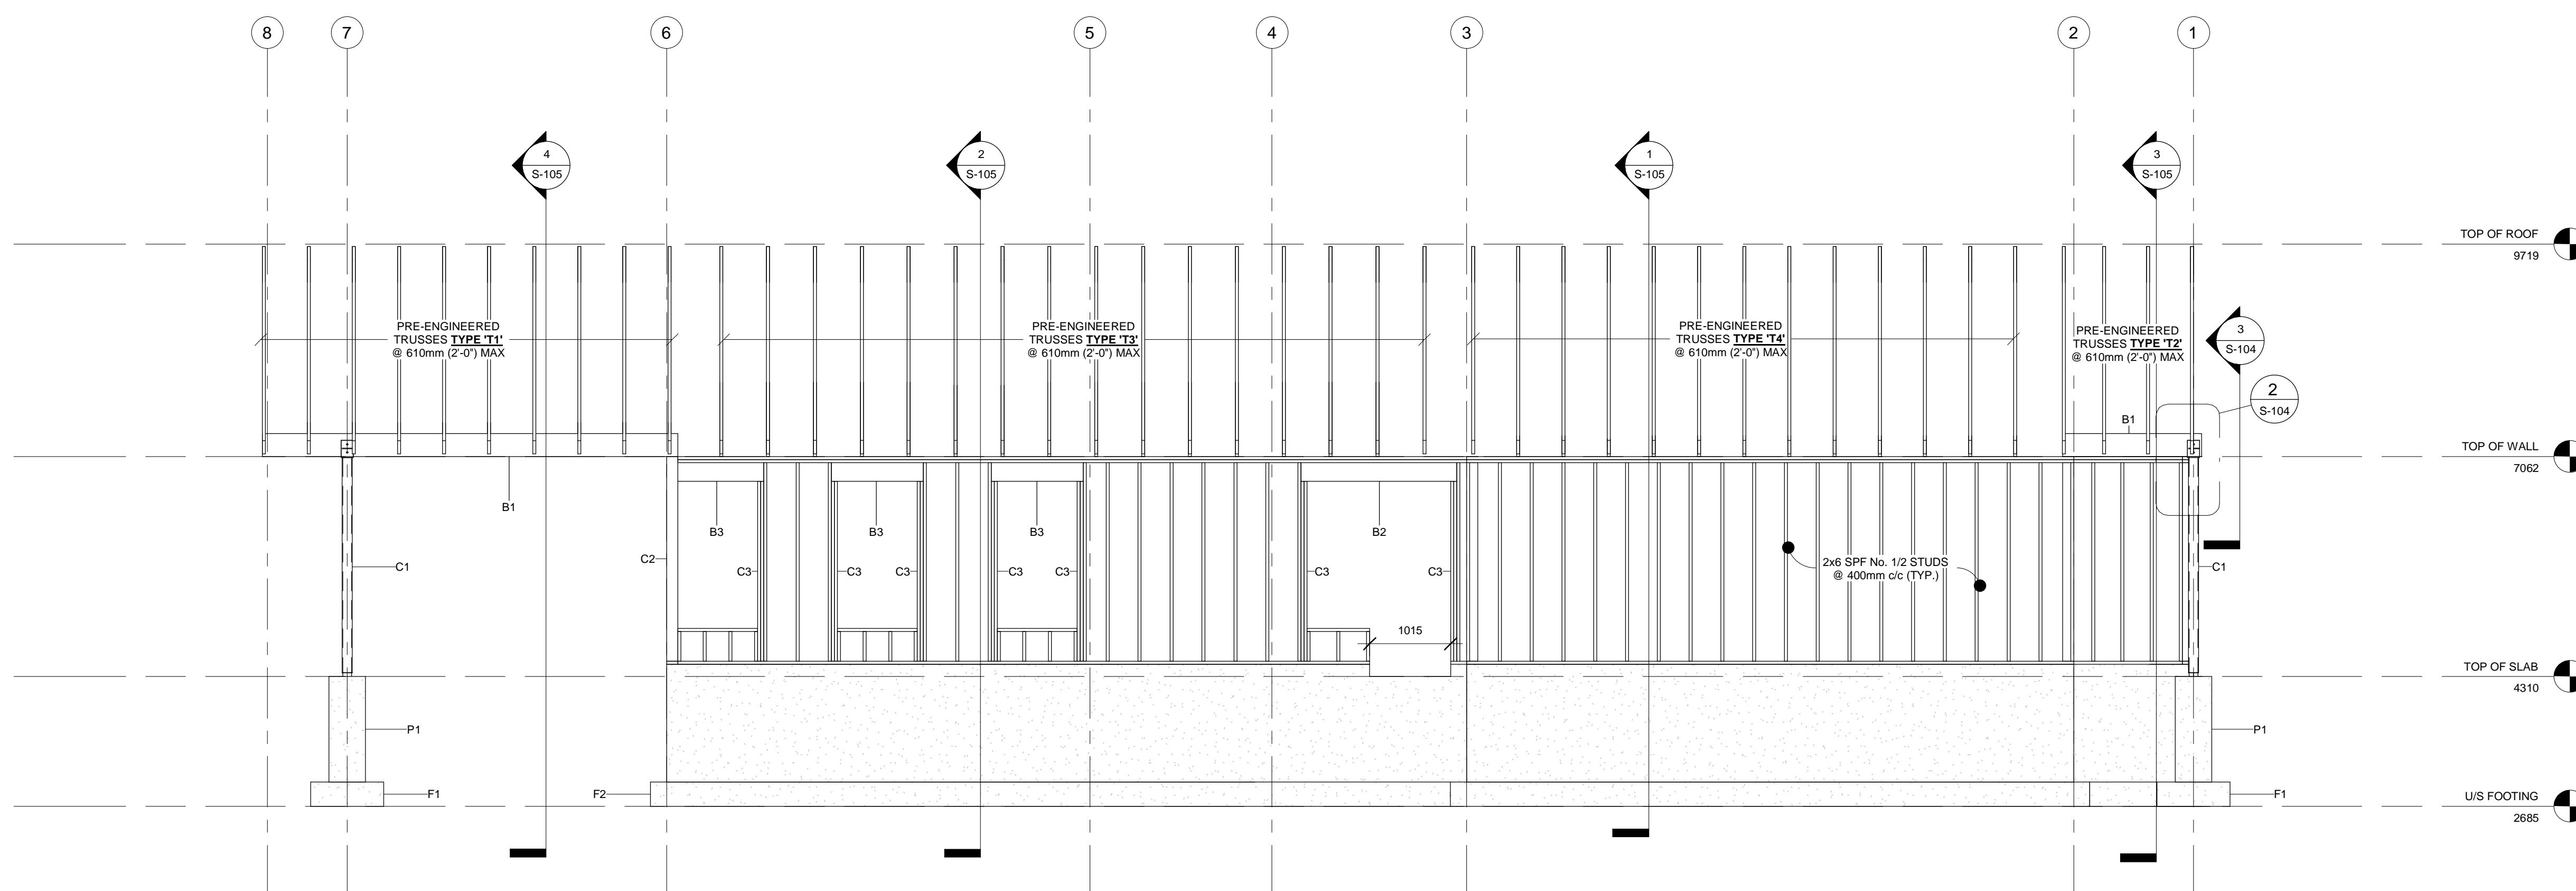 8
7
6
5
4
3
2
1
4
S-105
2
S-105
1
S-105
3
S-105
TOP OF ROOF
9719
PRE-ENGINEERED
TRUSSES TYPE 'T1'
@ 610mm (2'-0") MAX
PRE-ENGINEERED
TRUSSES TYPE 'T3'
@ 610mm (2'-0") MAX
PRE-ENGINEERED
TRUSSES TYPE 'T4'
@ 610mm (2'-0") MAX
PRE-ENGINEERED
TRUSSES TYPE 'T2'
@ 610mm (2'-0") MAX
3
S-104
2
S-104
B1
TOP OF WALL
7062
B1
B3
B3
B3
B2
C2
C1
C3
C3
C3
C3
C3
C3
C3
2x6 SPF No. 1/2 STUDS
@ 400mm c/c (TYP.)
C1
1015
TOP OF SLAB
4310
P1
P1
F1
F2
F1
U/S FOOTING
2685